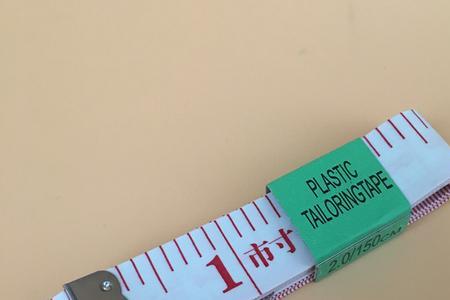 PLASTIC
TAILORINGTAPE
2.0/150CM
1市寸